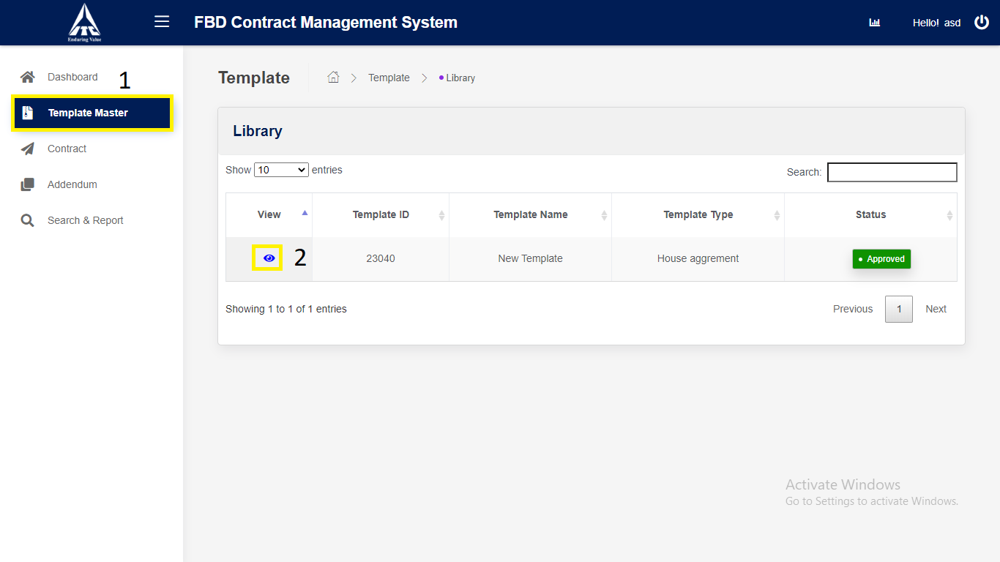 ITC
Enduring Value
FBD Contract Management System
Hello! asd
Dashboard
1
Template Master
Contract
Addendum
Search & Report
Template
Template
Library
Library
Show 10 entries
Search:
View Template ID Template Name Template Type Status
2 23040 New Template House aggrement Approved
Showing 1 to 1 of 1 entries
Previous 1 Next
Activate Windows
Go to Settings to activate Windows.